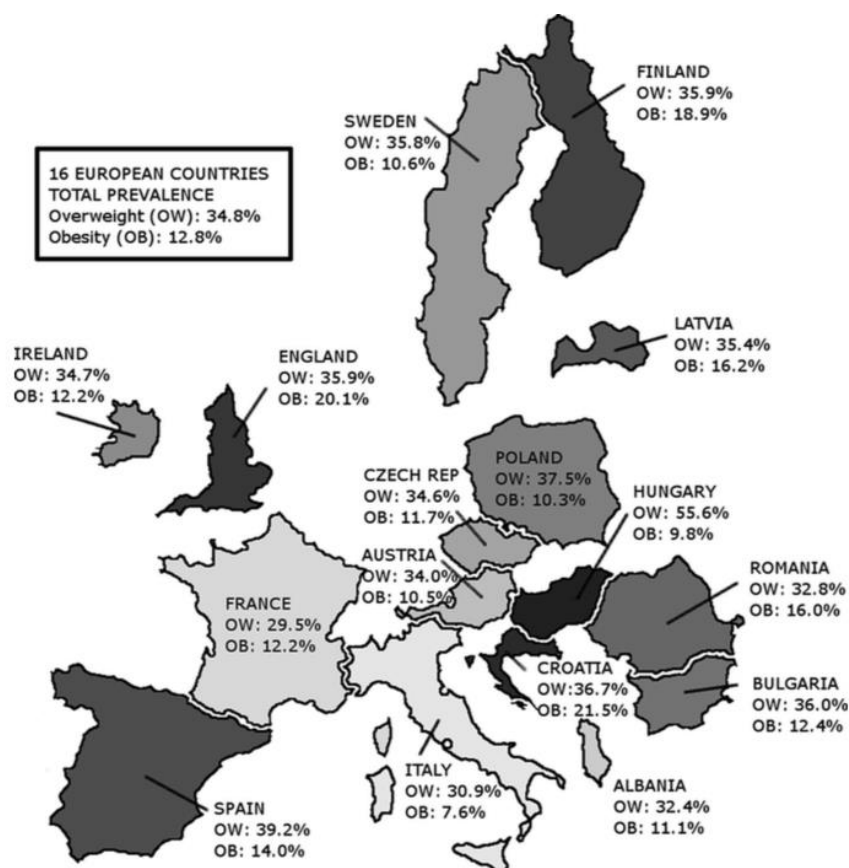 FINLAND
OW: 35.9%
OB: 18.9%
SWEDEN
OW: 35.8%
OB: 10.6%
16 EUROPEAN COUNTRIES
TOTAL PREVALENCE
Overweight (OW): 34.8%
Obesity (OB): 12.8%
LATVIA
OW: 35.4%
OB: 16.2%
IRELAND
OW: 34.7%
OB: 12.2%
ENGLAND
OW: 35.9%
OB: 20.1%
POLAND
OW: 37.5%
OB: 10.3%
CZECH REP
OW: 34.6%
OB: 11.7%
HUNGARY
OW: 55.6%
OB: 9.8%
AUSTRIA
OW: 34.0%
OB: 10.5%
ROMANIA
OW: 32.8%
OB: 16.0%
FRANCE
OW: 29.5%
OB: 12.2%
CROATIA
OW:36.7%
OB: 21.5%
BULGARIA
OW: 36.0%
OB: 12.4%
ITALY
OW: 30.9%
OB: 7.6%
ALBANIA
OW: 32.4%
OB: 11.1%
SPAIN
OW: 39.2%
OB: 14.0%